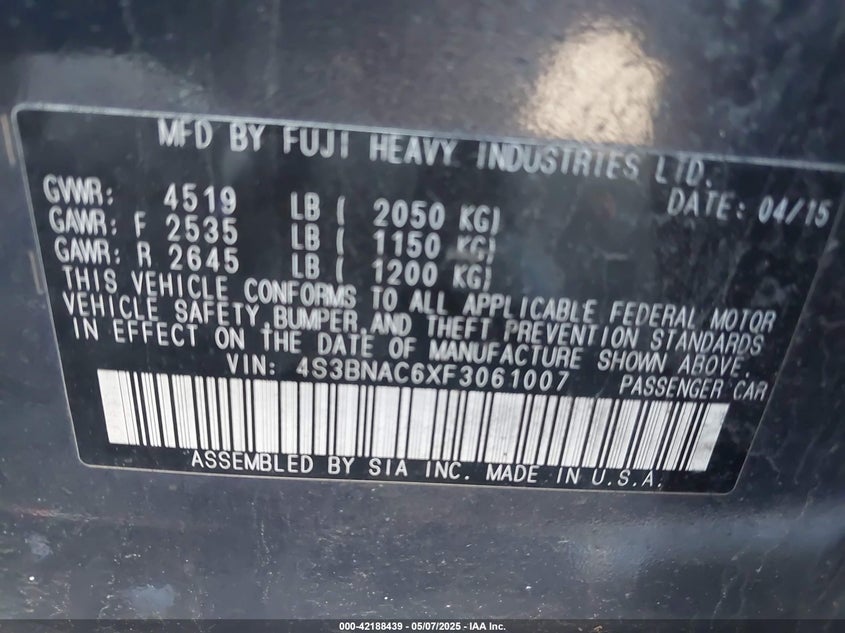 MFD BY FUJI HEAVY INDUSTRIES LTD.
GVWR: 4519 LB ( 2050 KG) DATE: 04/15
GAWR: F 2535 LB ( 1150 KG)
GAWR: R 2645 LB ( 1200 KG)
THIS VEHICLE CONFORMS TO ALL APPLICABLE FEDERAL MOTOR
VEHICLE SAFETY,BUMPER,AND THEFT PREVENTION STANDARDS
IN EFFECT ON THE DATE OF MANUFACTURE SHOWN ABOVE.
VIN: 4S3BNAC6XF3061007 PASSENGER CAR
ASSEMBLED BY SIA INC. MADE IN U.S.A.
000-42188439 - 05/07/2025 - IAA Inc.